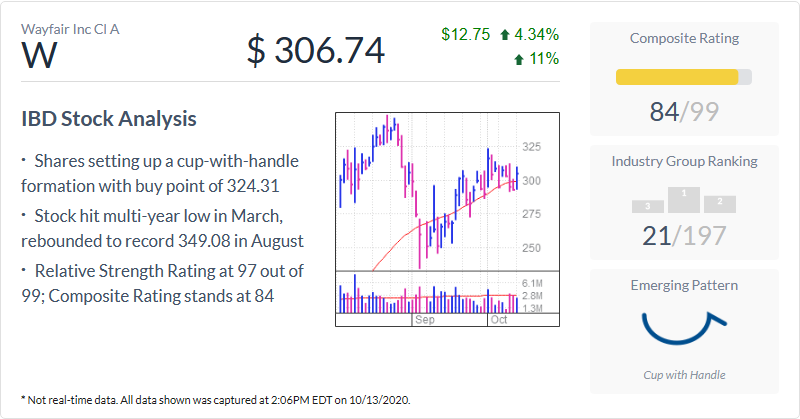 Wayfair Inc Cl A
W
$ 306.74
$12.75 4.34%
11%
IBD Stock Analysis
• Shares setting up a cup-with-handle
formation with buy point of 324.31
• Stock hit multi-year low in March,
rebounded to record 349.08 in August
• Relative Strength Rating at 97 out of
99; Composite Rating stands at 84
325
300
275
250
6.1M
2.8M
1.3M
Sep Oct
Composite Rating
84/99
Industry Group Ranking
3 1 2
21/197
Emerging Pattern
Cup with Handle
* Not real-time data. All data shown was captured at 2:06PM EDT on 10/13/2020.